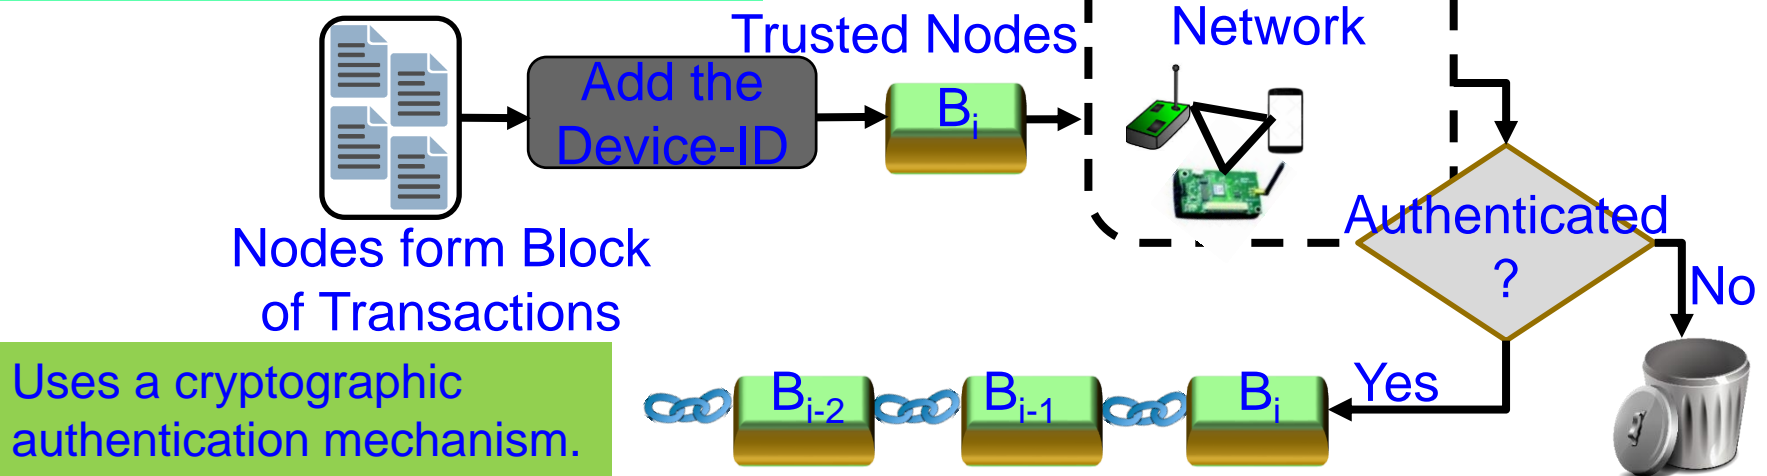 Trusted Nodes
Network
Add the
Device-ID
Bi
Authenticated
?
Nodes form Block
of Transactions
No
Yes
Uses a cryptographic
authentication mechanism.
Bi-2
Bi-1
Bi